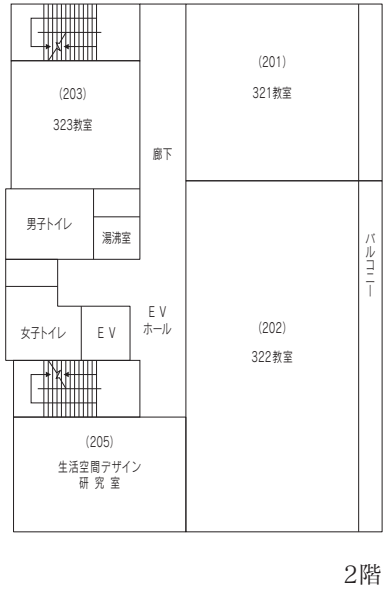 (201)
321教室
(203)
323教室
廊下
男子トイレ
湯沸室
バルコニー
EV
ホール
女子トイレ
EV
(202)
322教室
(205)
生活空間デザイン
研究室
2階